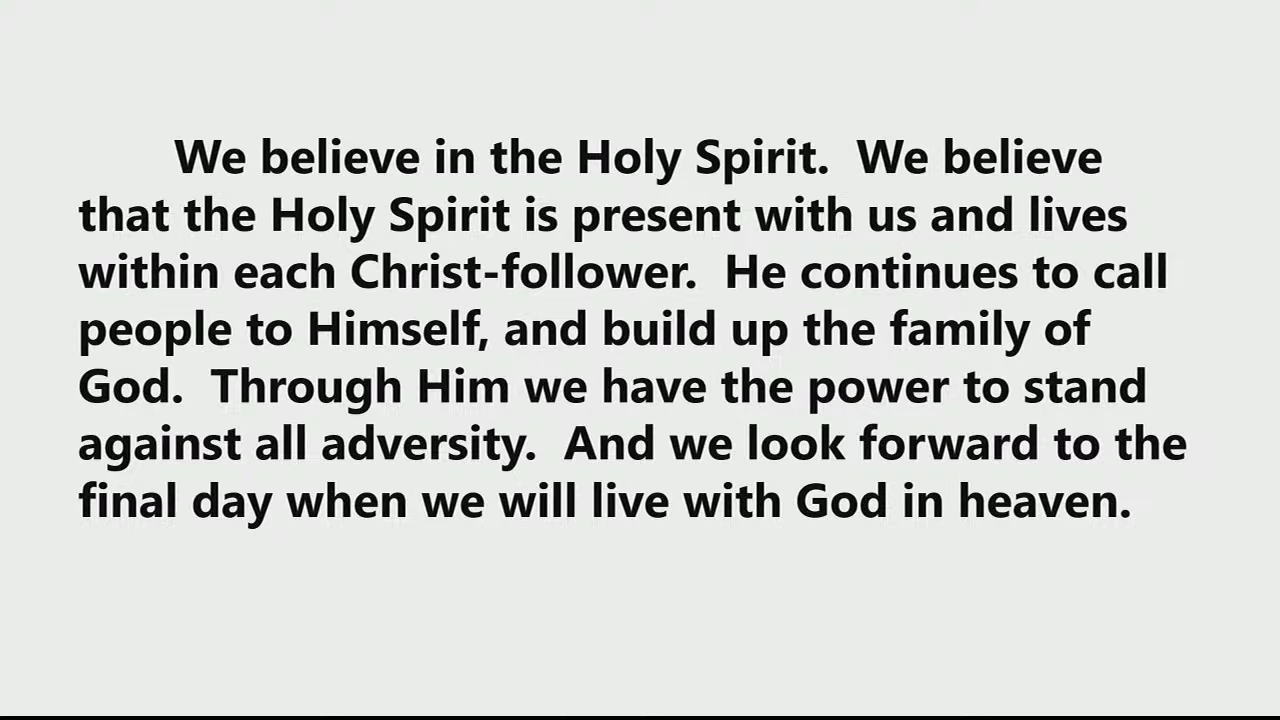 We believe in the Holy Spirit.  We believe
that the Holy Spirit is present with us and lives
within each Christ-follower.  He continues to call
people to Himself, and build up the family of
God.  Through Him we have the power to stand
against all adversity.  And we look forward to the
final day when we will live with God in heaven.